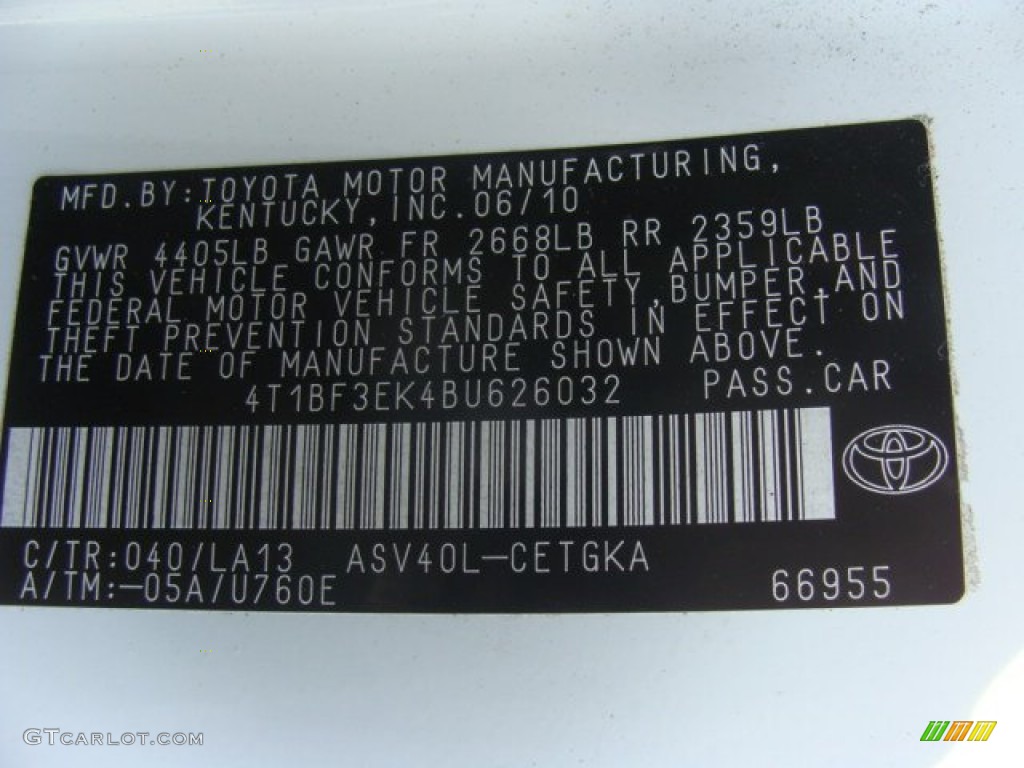 MFD.BY:TOYOTA MOTOR MANUFACTURING,
KENTUCKY,INC.06/10
GVWR 4405LB GAWR FR 2668LB RR 2359LB
THIS VEHICLE CONFORMS TO ALL APPLICABLE
FEDERAL MOTOR VEHICLE SAFETY,BUMPER,AND
THEFT PREVENTION STANDARDS IN EFFECT ON
THE DATE OF MANUFACTURE SHOWN ABOVE.
4T1BF3EK4BU626032 PASS.CAR
C/TR:040/LA13 ASV40L-CETGKA
A/TM:-05A/U760E 66955
GTCARLOT.COM